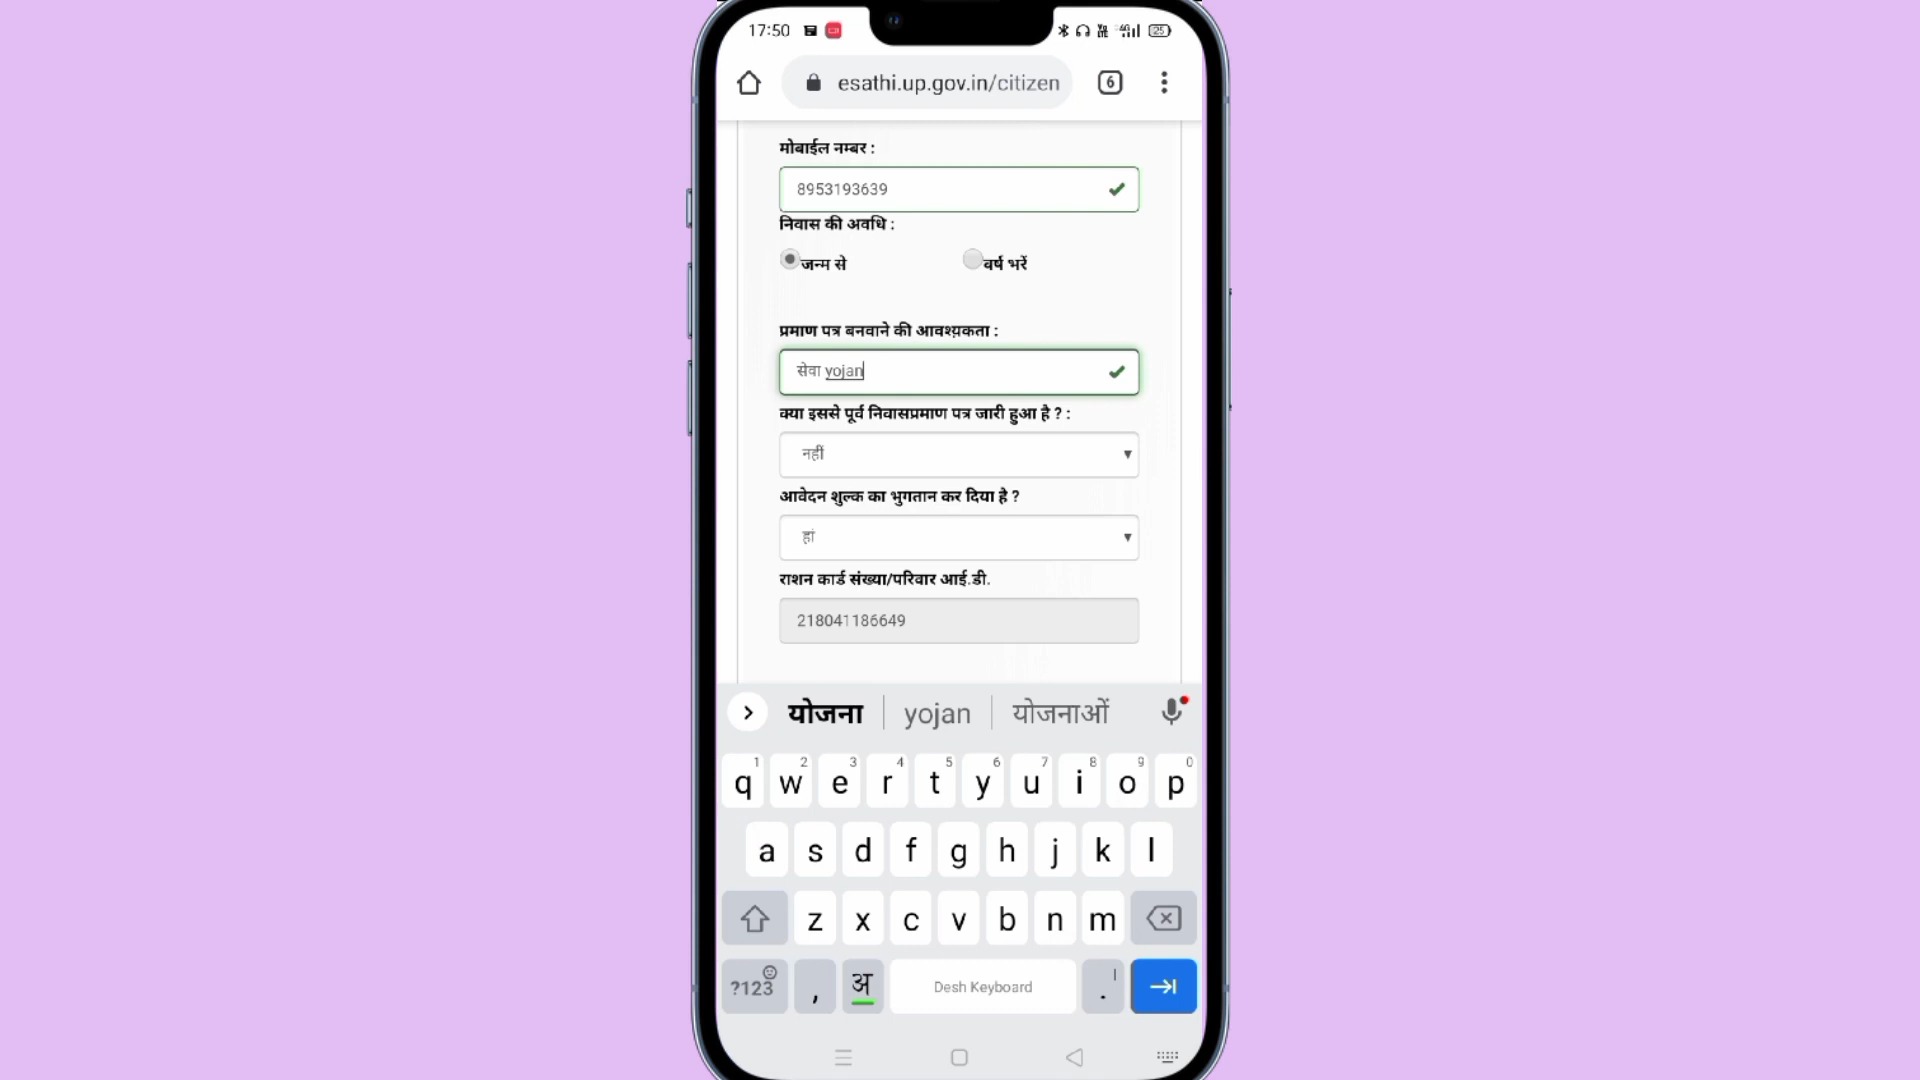 17:50
25
esathi.up.gov.in/citizen
6
मोबाईल नम्बर :
8953193639
निवास की अवधि :
जन्म से
वर्ष भरें
प्रमाण पत्र बनवाने की आवश्य़कता :
सेवा yojan
क्या इससे पूर्व निवासप्रमाण पत्र जारी हुआ है ? :
नहीं
आवेदन शुल्क का भुगतान कर दिया है ?
हां
राशन कार्ड संख्या/परिवार आई.डी.
218041186649
योजना yojan योजनाओं
1 2 3 4 5 6 7 8 9 0
q w e r t y u i o p
a s d f g h j k l
z x c v b n m
?123 , अ Desh Keyboard . |